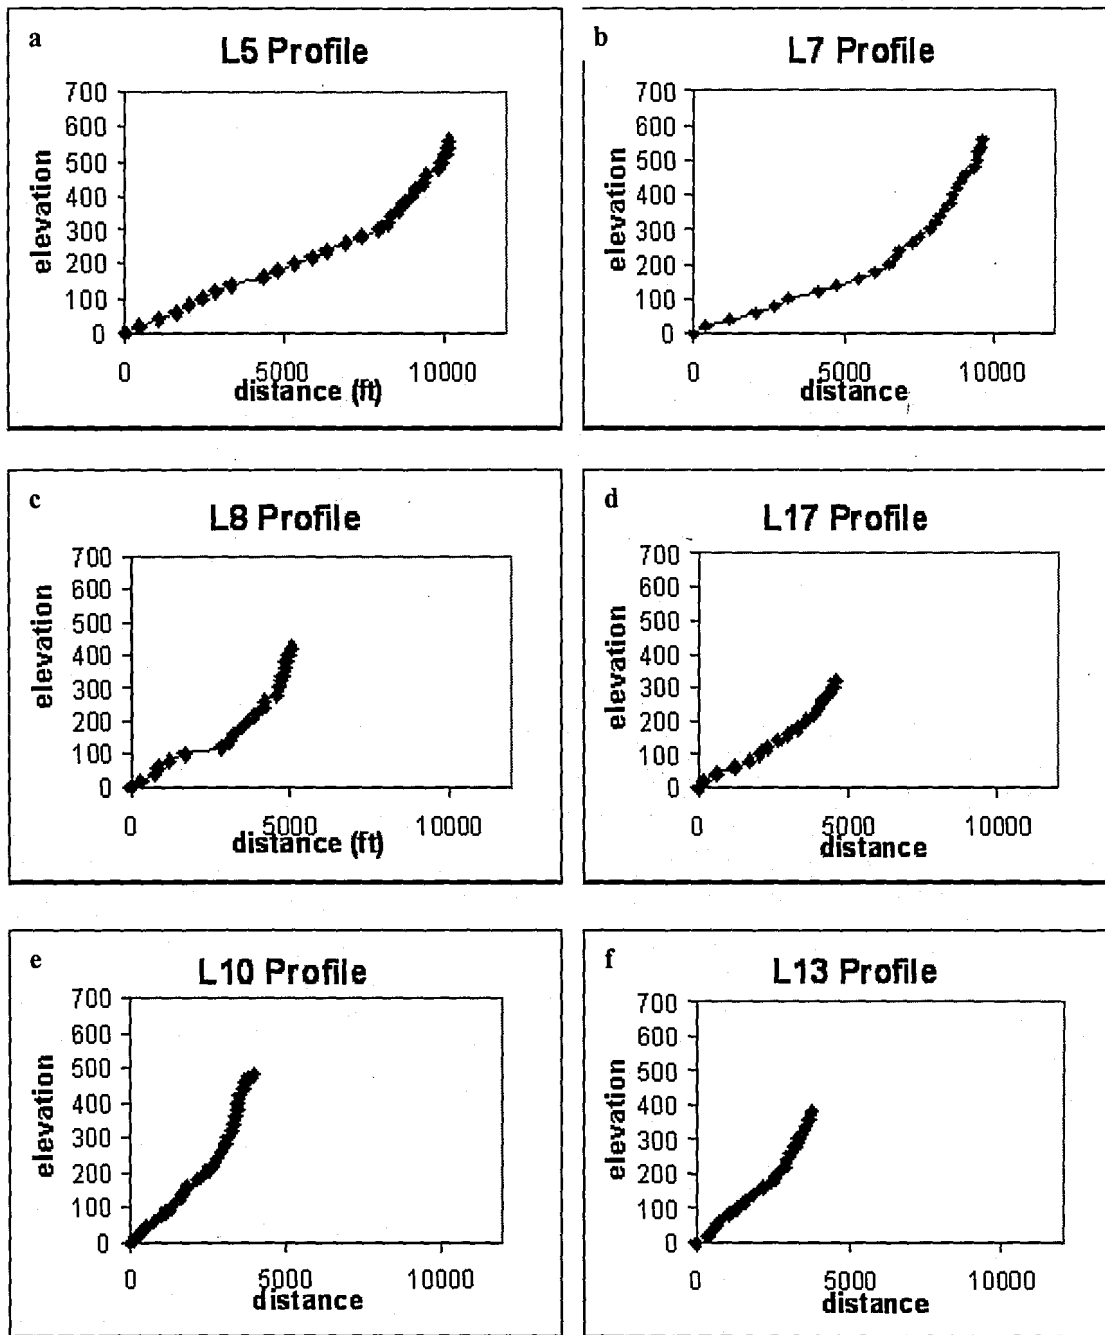 a
L5 Profile
700
600
500
400
300
200
100
0
elevation
0 5000 10000
distance (ft)
b
L7 Profile
700
600
500
400
300
200
100
0
elevation
0 5000 10000
distance
c
L8 Profile
700
600
500
400
300
200
100
0
elevation
0 5000 10000
distance (ft)
d
L17 Profile
700
600
500
400
300
200
100
0
elevation
0 5000 10000
distance
e
L10 Profile
700
600
500
400
300
200
100
0
elevation
0 5000 10000
distance
f
L13 Profile
700
600
500
400
300
200
100
0
elevation
0 5000 10000
distance